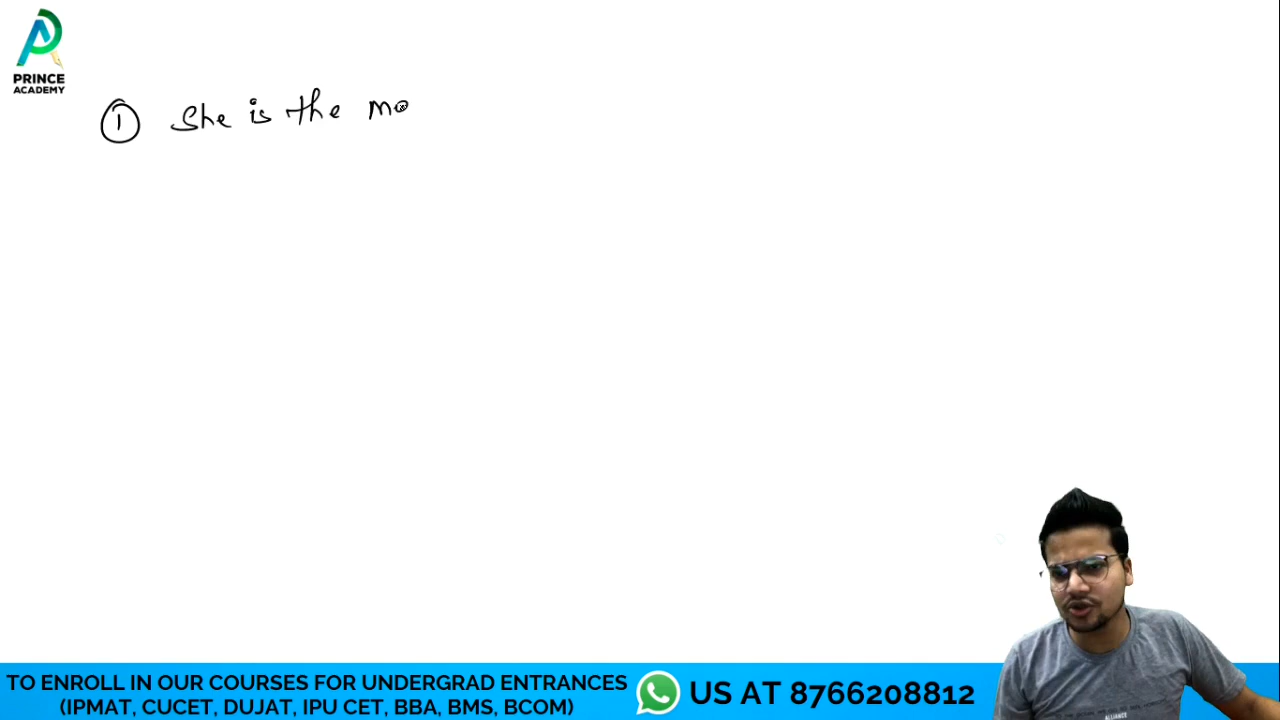 PRINCE
ACADEMY
① She is the mo
TO ENROLL IN OUR COURSES FOR UNDERGRAD ENTRANCES
(IPMAT, CUCET, DUJAT, IPU CET, BBA, BMS, BCOM)
US AT 8766208812
ALLIANCE